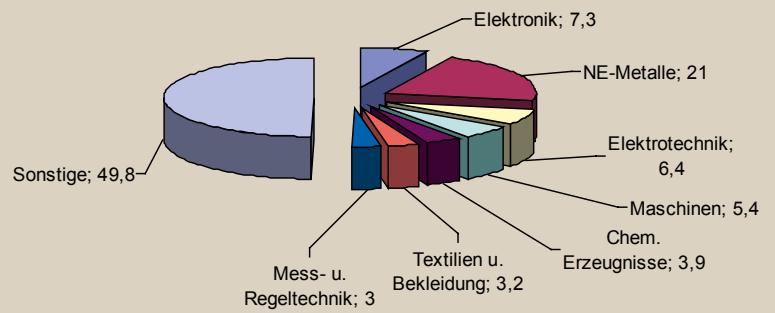 Elektronik; 7,3
NE-Metalle; 21
Elektrotechnik;
6,4
Maschinen; 5,4
Chem.
Erzeugnisse; 3,9
Textilien u.
Bekleidung; 3,2
Mess- u.
Regeltechnik; 3
Sonstige; 49,8